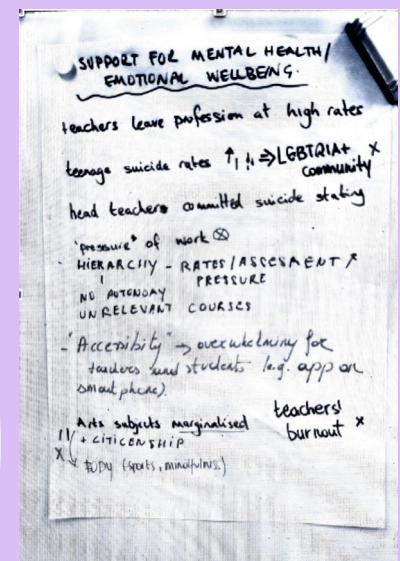 SUPPORT FOR MENTAL HEALTH/
EMOTIONAL WELLBEING.
teachers leave profession at high rates
teenage suicide rates ↑, !, ⇒ LGBTQIA+ x
community
head teachers committed suicide stating
"pressure" of work ⊗
- HIERARCHY - RATES/ASSESMENT ↗
PRESSURE
NO AUTONOMY
UNRELEVANT COURSES
- "Accesibility" → overwhelming for
teachers and students (e.g. app on
smart phone).
Arts subjects marginalised
+ CITICENSHIP
teachers'
burnout x
x ↓ BODY (sports, mindfulness)